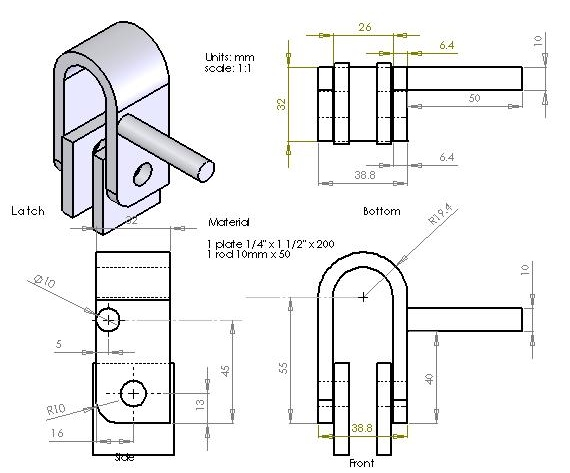 26
6.4
Units: mm
scale: 1:1
10
32
50
6.4
38.8
Latch
Bottom
32
Material
1 plate 1/4" x 1 1/2" x 200
1 rod 10mm x 50
R19.4
Ø10
10
5
55
45
40
R10
13
16
38.8
Side
Front